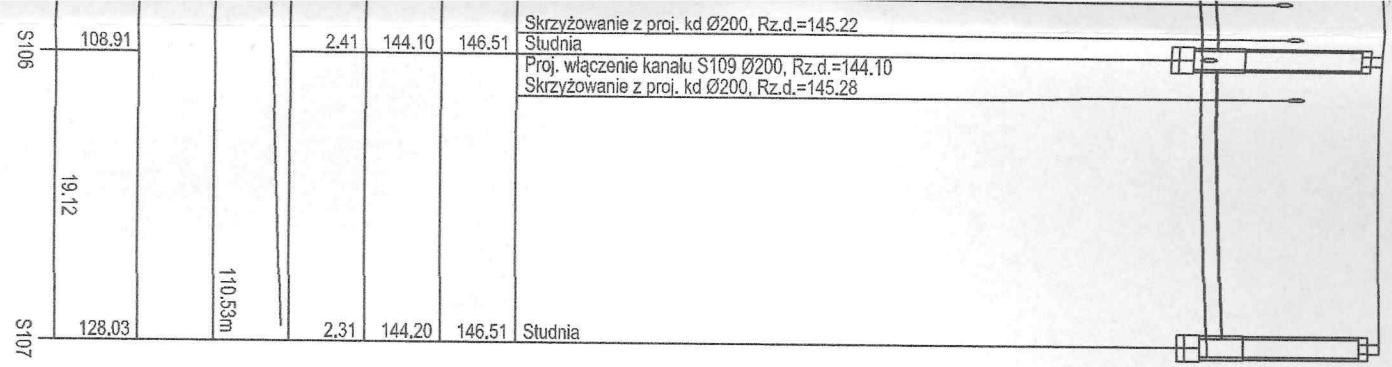 Skrzyżowanie z proj. kd Ø200, Rz.d.=145.22
S106 108.91 2.41 144.10 146.51 Studnia
Proj. włączenie kanalu S109 Ø200, Rz.d.=144.10
Skrzyżowanie z proj. kd Ø200, Rz.d.=145.28
19.12
110.53m
S107 128.03 2.31 144.20 146.51 Studnia